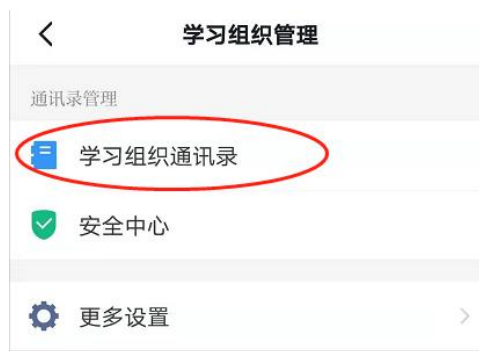 学习组织管理
通讯录管理
学习组织通讯录
安全中心
更多设置